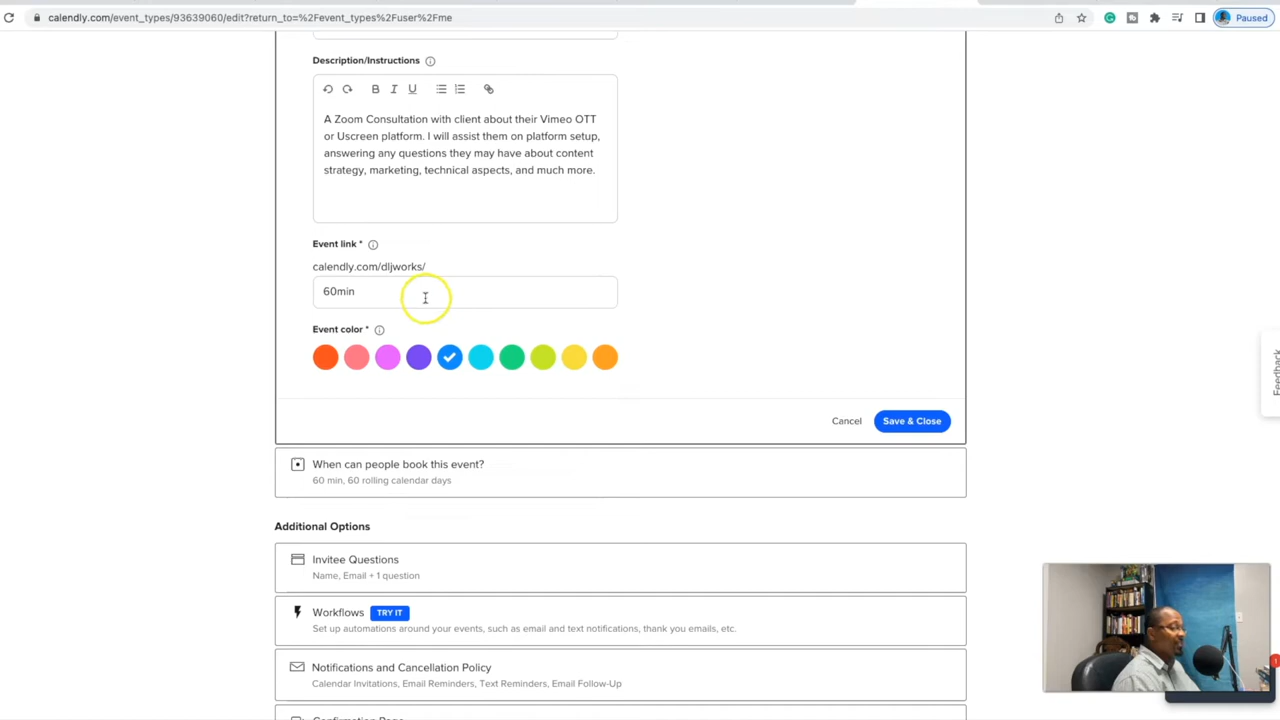 calendly.com/event_types/93639060/edit?return_to=%2Fevent_types%2Fuser%2Fme
Paused
Description/Instructions
B I U
A Zoom Consultation with client about their Vimeo OTT
or Uscreen platform. I will assist them on platform setup,
answering any questions they may have about content
strategy, marketing, technical aspects, and much more.
Event link *
calendly.com/dljworks/
60min
Event color *
Feedback
Cancel
Save & Close
When can people book this event?
60 min, 60 rolling calendar days
Additional Options
Invitee Questions
Name, Email + 1 question
Workflows TRY IT
Set up automations around your events, such as email and text notifications, thank you emails, etc.
Notifications and Cancellation Policy
Calendar Invitations, Email Reminders, Text Reminders, Email Follow-Up